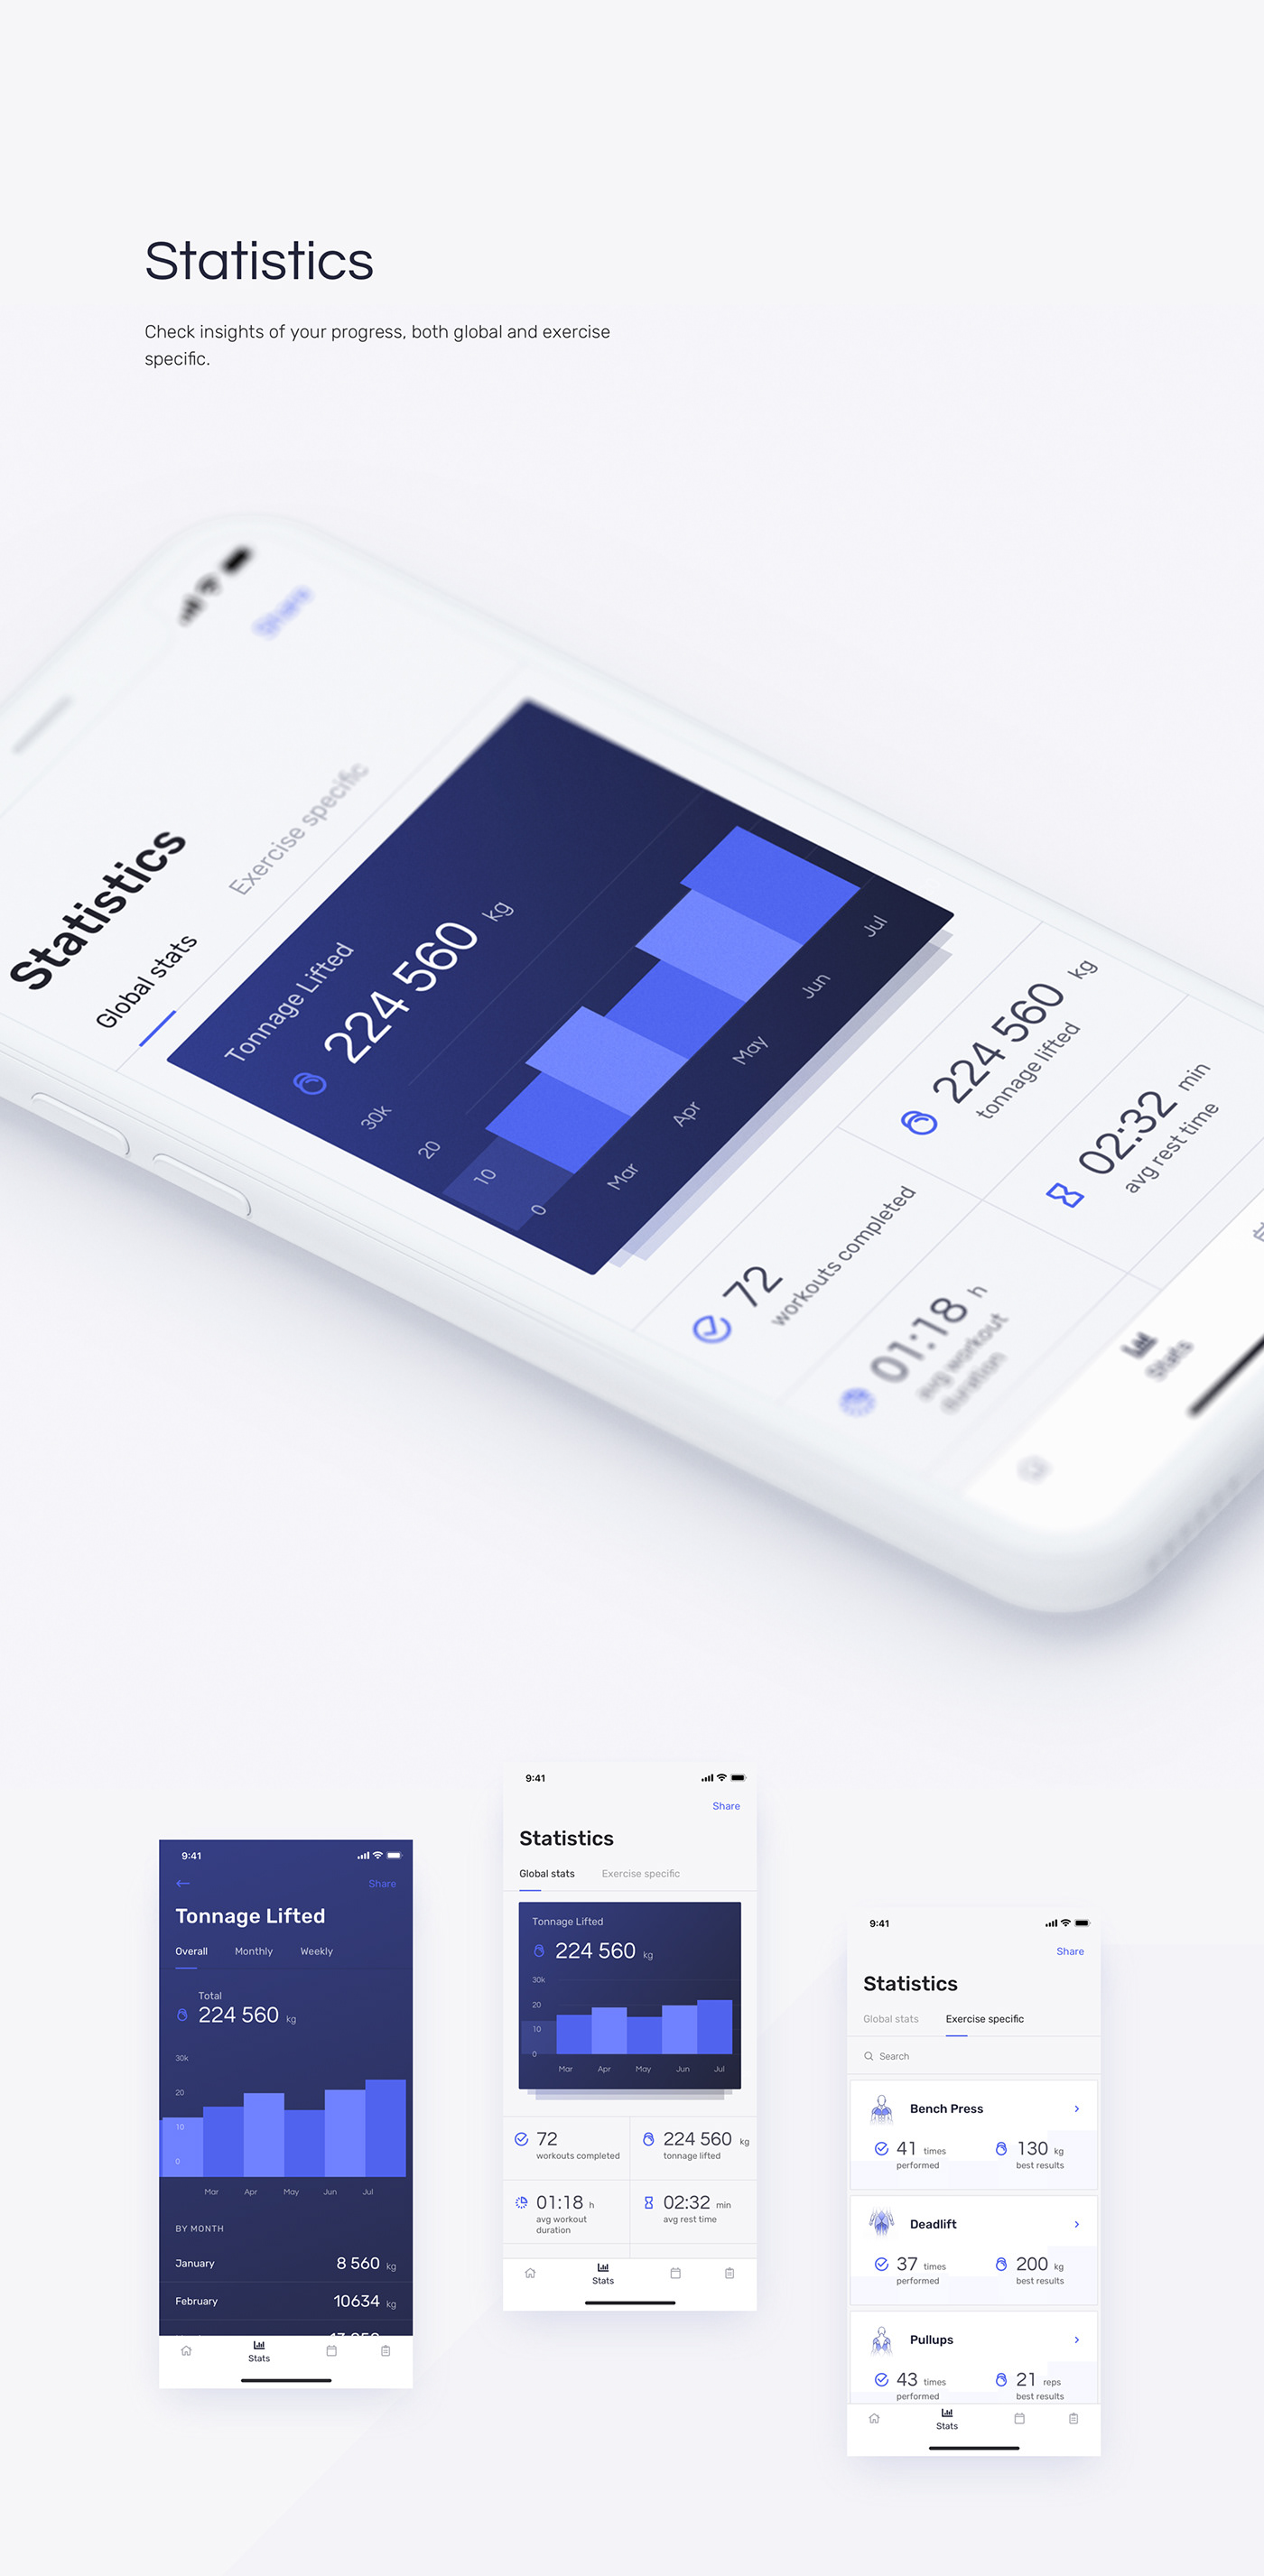 Statistics
Check insights of your progress, both global and exercise
specific.
Share
Statistics
Global stats
Exercise specific
Tonnage Lifted
224 560 kg
30k
20
10
0
Mar
Apr
May
Jun
Jul
72
workouts completed
224 560 kg
tonnage lifted
01:18 h
avg workout
duration
02:32 min
avg rest time
Stats
9:41
Share
Tonnage Lifted
Overall Monthly Weekly
Total
224 560 kg
30k
20
10
0
Mar Apr May Jun Jul
BY MONTH
January 8 560 kg
February 10634 kg
Stats
9:41
Share
Statistics
Global stats Exercise specific
Tonnage Lifted
224 560 kg
30k
20
10
0
Mar Apr May Jun Jul
72
workouts completed
224 560 kg
tonnage lifted
01:18 h
avg workout
duration
02:32 min
avg rest time
Stats
9:41
Share
Statistics
Global stats Exercise specific
Search
Bench Press
41 times
performed
130 kg
best results
Deadlift
37 times
performed
200 kg
best results
Pullups
43 times
performed
21 reps
best results
Stats